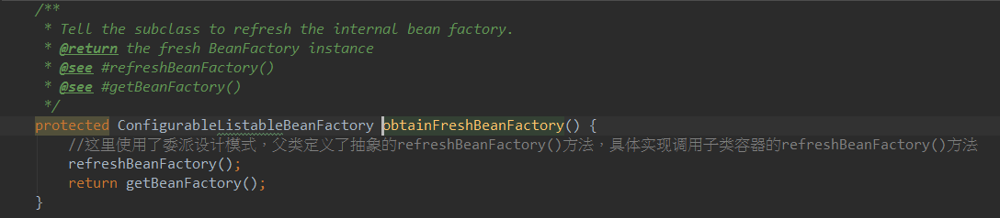 /**
 * Tell the subclass to refresh the internal bean factory.
 * @return the fresh BeanFactory instance
 * @see #refreshBeanFactory()
 * @see #getBeanFactory()
 */
protected ConfigurableListableBeanFactory obtainFreshBeanFactory() {
    //这里使用了委派设计模式，父类定义了抽象的refreshBeanFactory()方法，具体实现调用子类容器的refreshBeanFactory()方法
    refreshBeanFactory();
    return getBeanFactory();
}